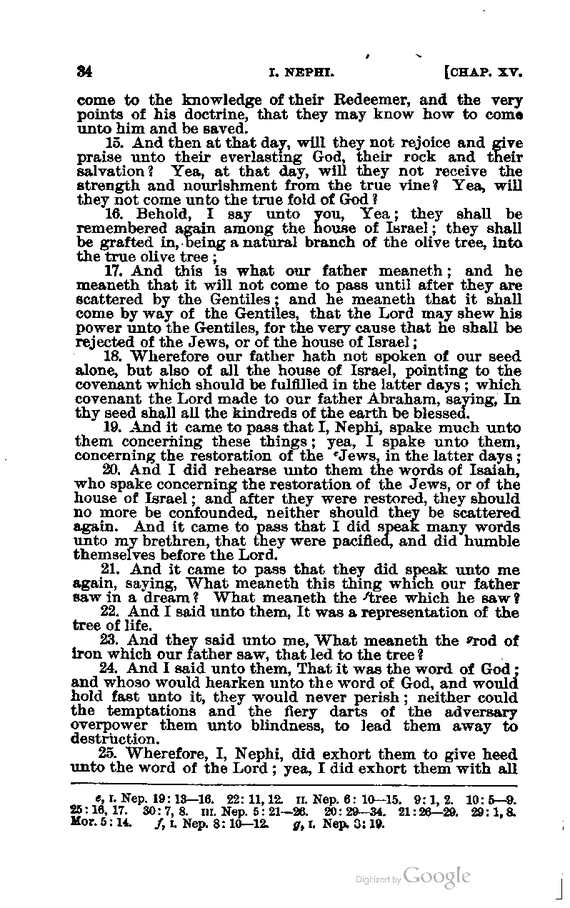 34 I. NEPHI. [CHAP. XV.
come to the knowledge of their Redeemer, and the very
points of his doctrine, that they may know how to come
unto him and be saved.
15. And then at that day, will they not rejoice and give
praise unto their everlasting God, their rock and their
salvation? Yea, at that day, will they not receive the
strength and nourishment from the true vine? Yea, will
they not come unto the true fold of God?
16. Behold, I say unto you, Yea; they shall be
remembered again among the house of Israel; they shall
be grafted in, being a natural branch of the olive tree, into
the true olive tree;
17. And this is what our father meaneth; and he
meaneth that it will not come to pass until after they are
scattered by the Gentiles; and he meaneth that it shall
come by way of the Gentiles, that the Lord may shew his
power unto the Gentiles, for the very cause that he shall be
rejected of the Jews, or of the house of Israel;
18. Wherefore our father hath not spoken of our seed
alone, but also of all the house of Israel, pointing to the
covenant which should be fulfilled in the latter days; which
covenant the Lord made to our father Abraham, saying, In
thy seed shall all the kindreds of the earth be blessed.
19. And it came to pass that I, Nephi, spake much unto
them concerning these things; yea, I spake unto them,
concerning the restoration of the ᵉJews, in the latter days;
20. And I did rehearse unto them the words of Isaiah,
who spake concerning the restoration of the Jews, or of the
house of Israel; and after they were restored, they should
no more be confounded, neither should they be scattered
again. And it came to pass that I did speak many words
unto my brethren, that they were pacified, and did humble
themselves before the Lord.
21. And it came to pass that they did speak unto me
again, saying, What meaneth this thing which our father
saw in a dream? What meaneth the ᶠtree which he saw?
22. And I said unto them, It was a representation of the
tree of life.
23. And they said unto me, What meaneth the ᵍrod of
iron which our father saw, that led to the tree?
24. And I said unto them, That it was the word of God;
and whoso would hearken unto the word of God, and would
hold fast unto it, they would never perish; neither could
the temptations and the fiery darts of the adversary
overpower them unto blindness, to lead them away to
destruction.
25. Wherefore, I, Nephi, did exhort them to give heed
unto the word of the Lord; yea, I did exhort them with all
e, I. Nep. 19: 13—16. 22: 11, 12. II. Nep. 6: 10—15. 9: 1, 2. 10: 5—9.
25: 16, 17. 30: 7, 8. III. Nep. 5: 21—26. 20: 29—34. 21: 26—29. 29: 1, 8.
Mor. 5: 14. f, I. Nep. 8: 10—12. g, I. Nep. 8: 19.
Digitized by Google